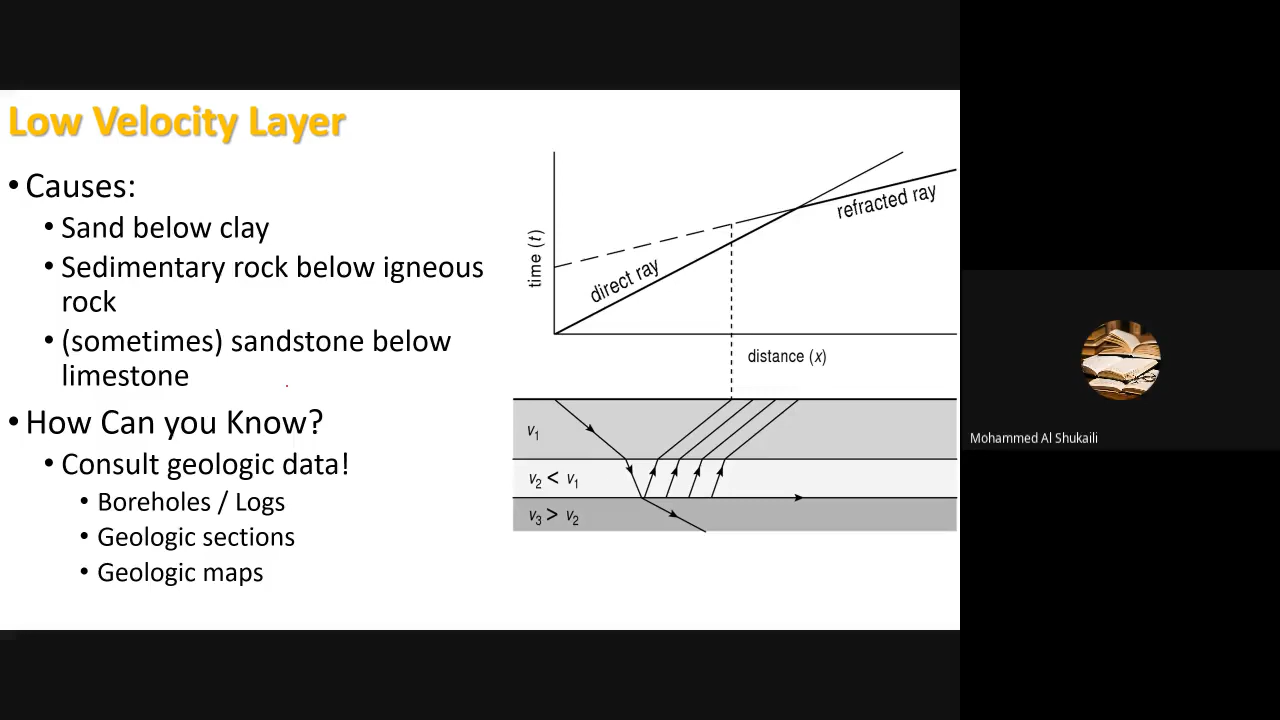 Low Velocity Layer
• Causes:
• Sand below clay
• Sedimentary rock below igneous
rock
• (sometimes) sandstone below
limestone
• How Can you Know?
• Consult geologic data!
• Boreholes / Logs
• Geologic sections
• Geologic maps
time (t)
direct ray
refracted ray
distance (x)
v₁
v₂ < v₁
v₃ > v₂
Mohammed Al Shukaili